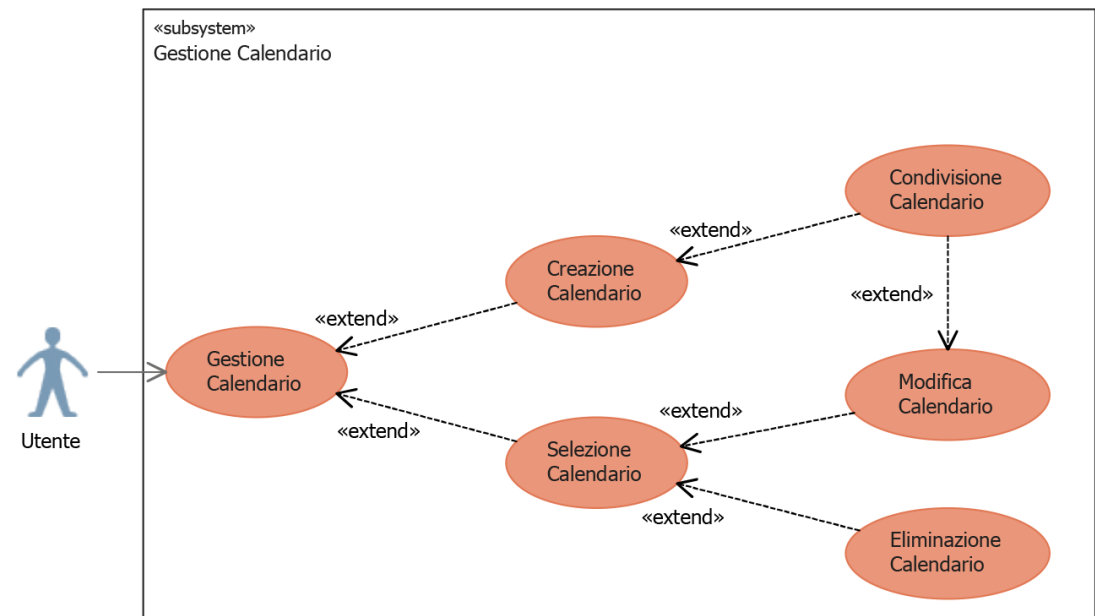 «subsystem»
Gestione Calendario
Condivisione
Calendario
«extend»
Creazione
Calendario
«extend»
«extend»
Gestione
Calendario
Modifica
Calendario
«extend»
«extend»
Utente
Selezione
Calendario
«extend»
Eliminazione
Calendario